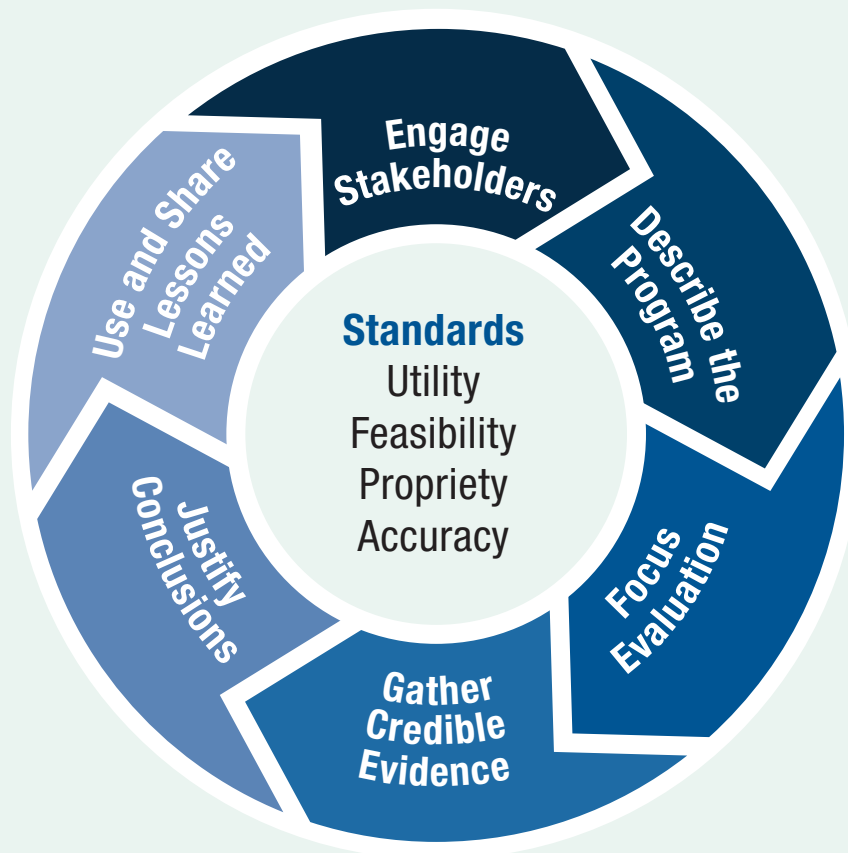 Engage
Stakeholders
Describe the
Program
Focus
Evaluation
Gather
Credible
Evidence
Justify
Conclusions
Use and Share
Lessons
Learned
Standards
Utility
Feasibility
Propriety
Accuracy